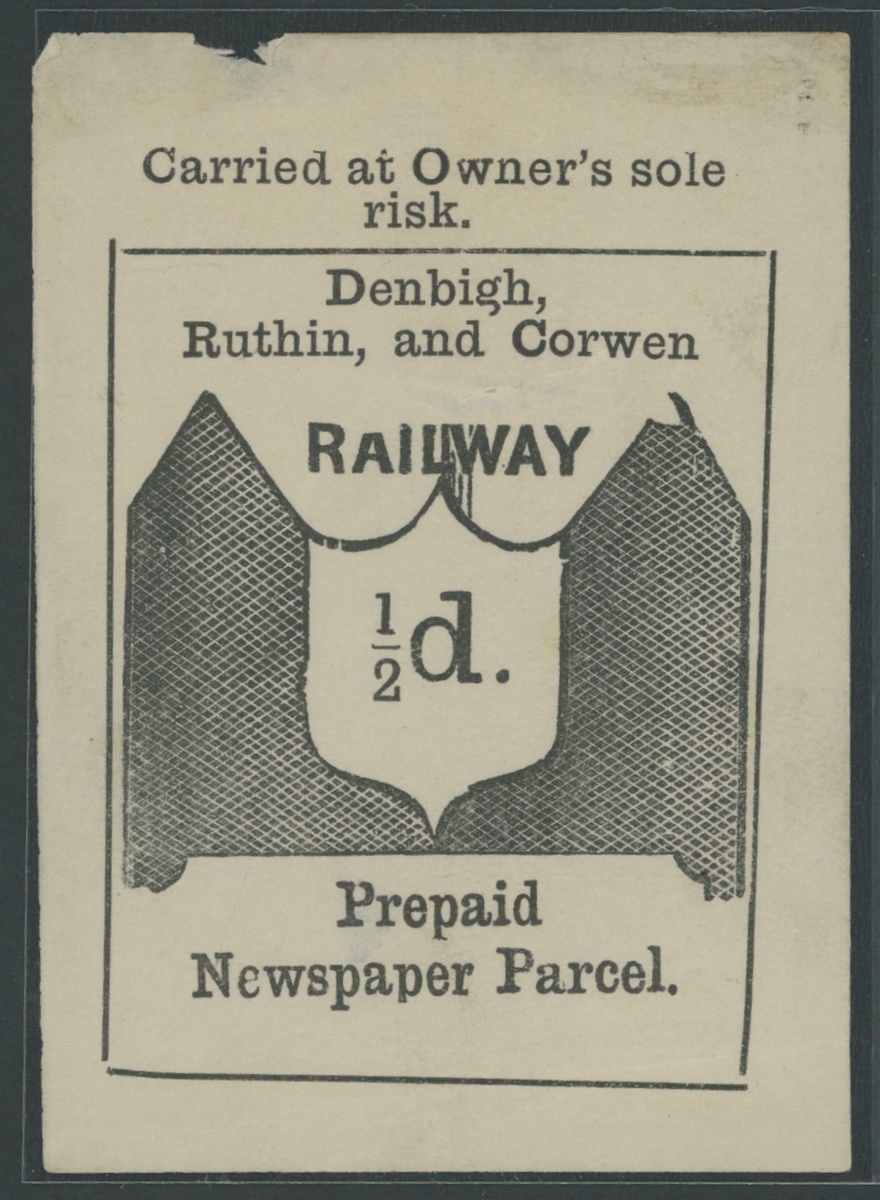 Carried at Owner's sole
risk.
Denbigh,
Ruthin, and Corwen
RAILWAY
½d.
Prepaid
Newspaper Parcel.